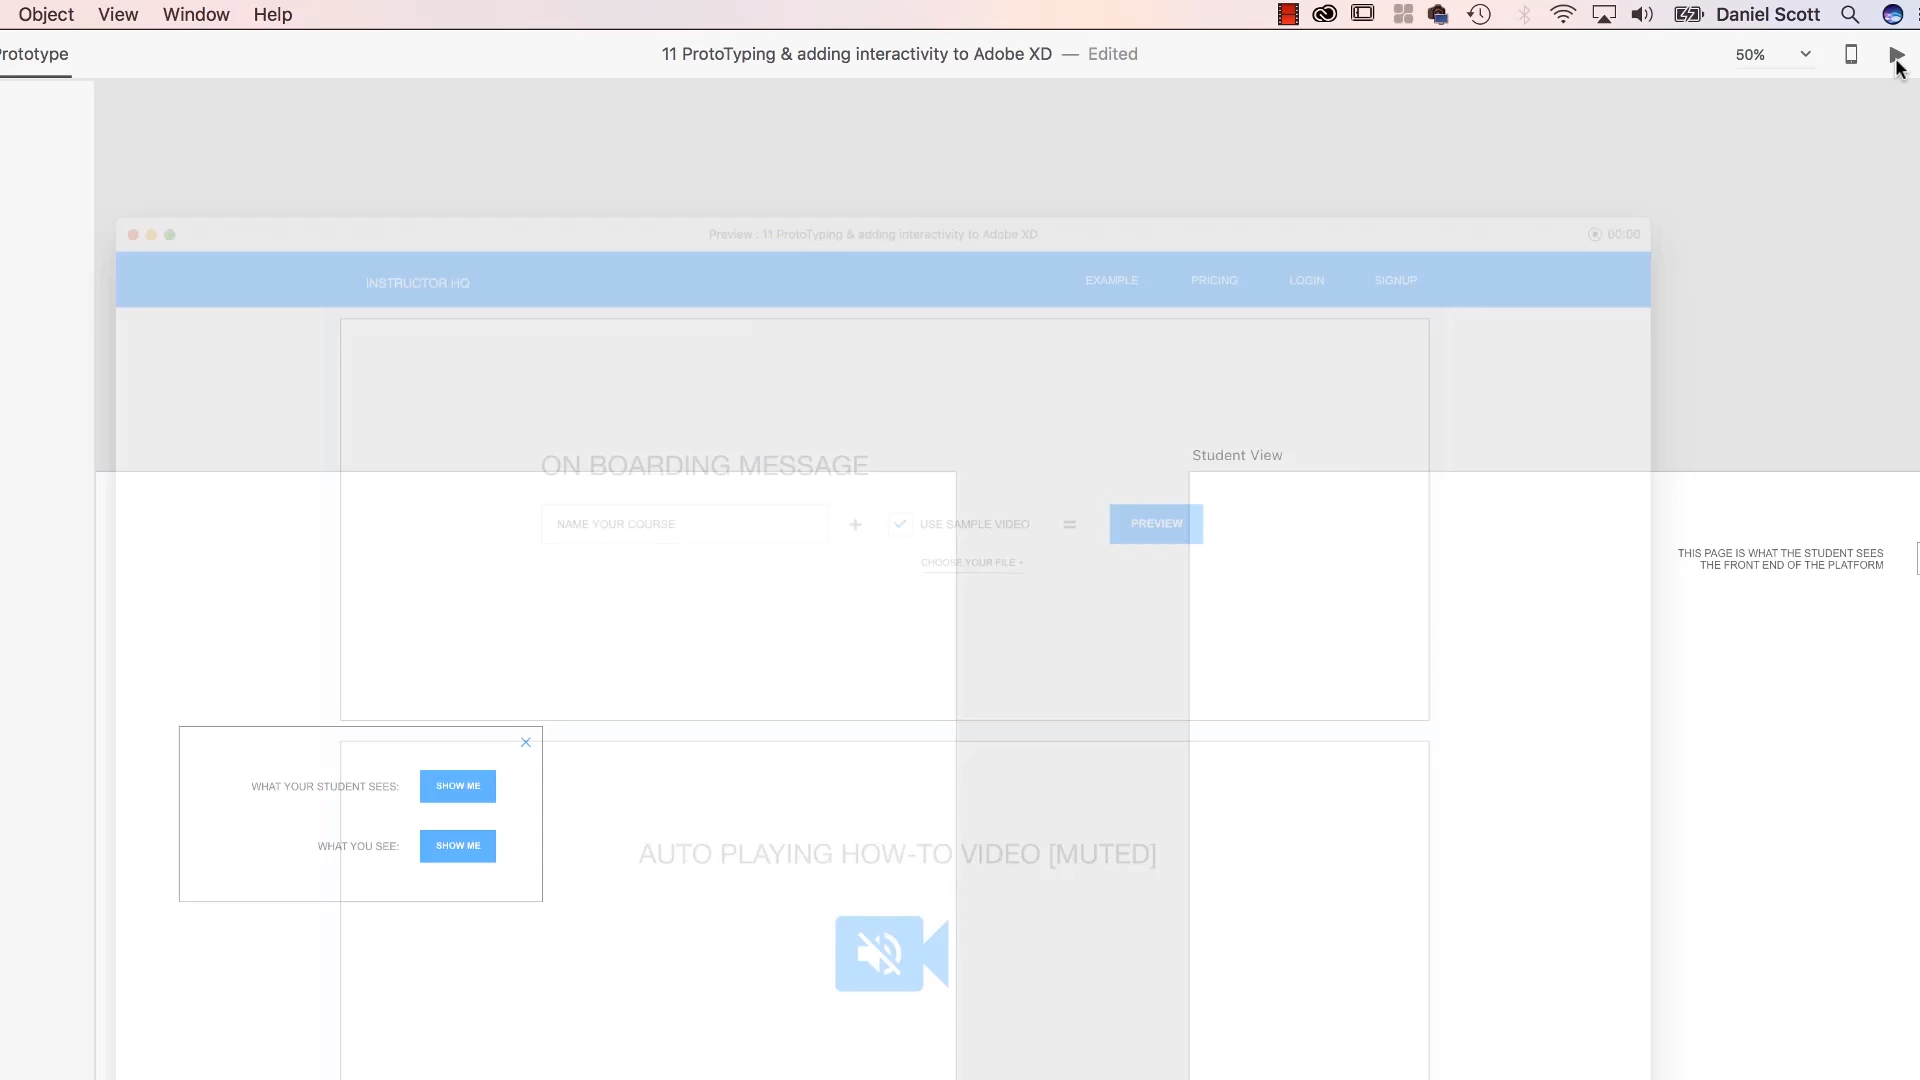 Object View Window Help Daniel Scott
Prototype 11 ProtoTyping & adding interactivity to Adobe XD — Edited 50%
Preview : 11 ProtoTyping & adding interactivity to Adobe XD 00:00
INSTRUCTOR HQ EXAMPLE PRICING LOGIN SIGNUP
Student View
ON BOARDING MESSAGE
NAME YOUR COURSE + USE SAMPLE VIDEO = PREVIEW
CHOOSE YOUR FILE +
THIS PAGE IS WHAT THE STUDENT SEES
THE FRONT END OF THE PLATFORM
WHAT YOUR STUDENT SEES: SHOW ME
WHAT YOU SEE: SHOW ME
AUTO PLAYING HOW-TO VIDEO [MUTED]